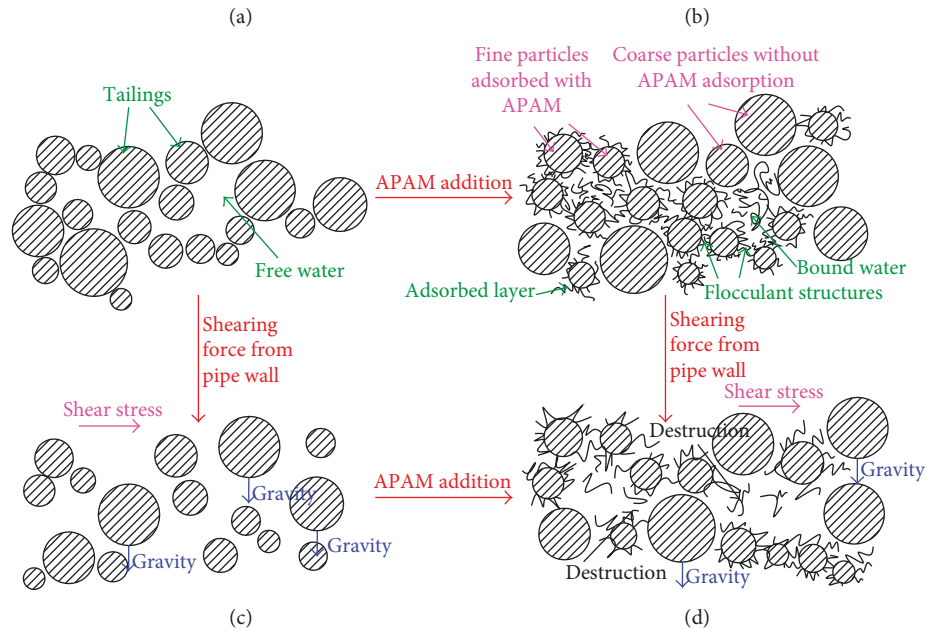 (a)
(b)
Tailings
Free water
Fine particles
adsorbed with
APAM
Coarse particles without
APAM adsorption
APAM addition
Adsorbed layer
Bound water
Flocculant structures
Shearing
force from
pipe wall
Shearing
force from
pipe wall
Shear stress
Gravity
Gravity
Gravity
APAM addition
Shear stress
Destruction
Gravity
Destruction
Gravity
(c)
(d)